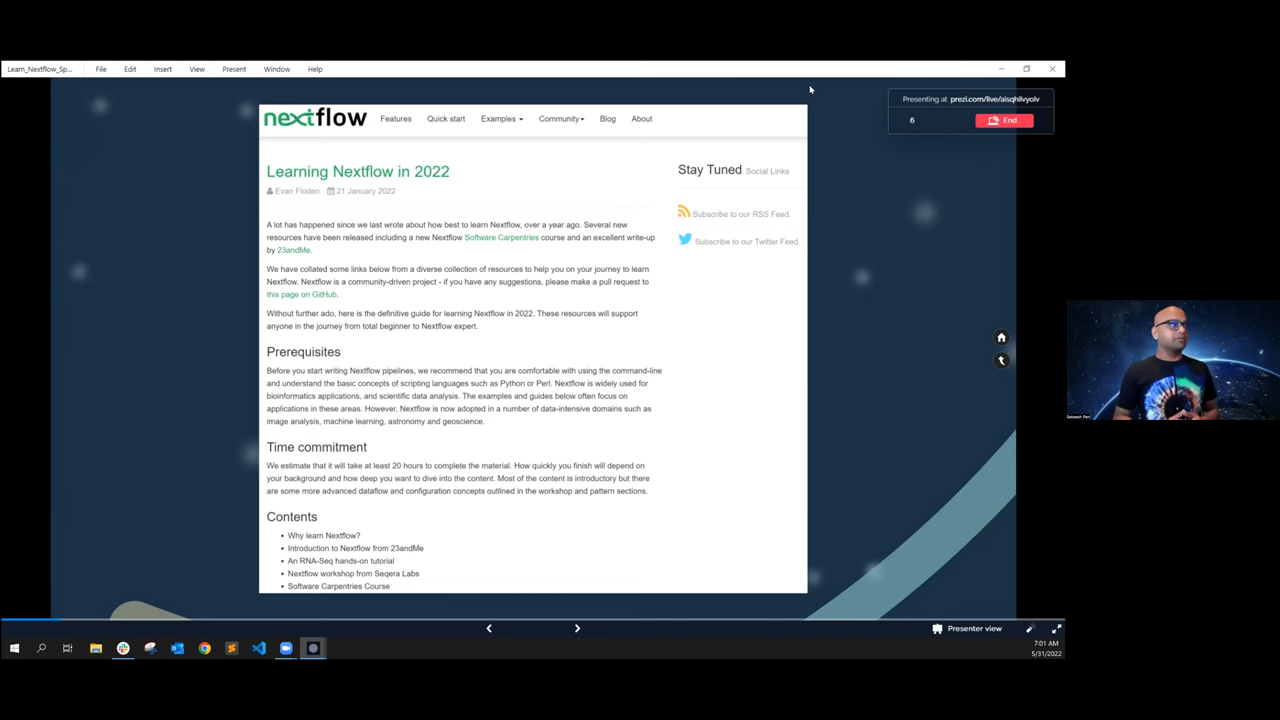 Learn_Nextflow_Sp...
File
Edit
Insert
View
Present
Window
Help
Presenting at prezi.com/live/aisqhilvyolv
6
End
nextflow
Features
Quick start
Examples
Community
Blog
About
Learning Nextflow in 2022
Evan Floden 21 January 2022
A lot has happened since we last wrote about how best to learn Nextflow, over a year ago. Several new
resources have been released including a new Nextflow Software Carpentries course and an excellent write-up
by 23andMe.
We have collated some links below from a diverse collection of resources to help you on your journey to learn
Nextflow. Nextflow is a community-driven project - if you have any suggestions, please make a pull request to
this page on GitHub.
Without further ado, here is the definitive guide for learning Nextflow in 2022. These resources will support
anyone in the journey from total beginner to Nextflow expert.
Prerequisites
Before you start writing Nextflow pipelines, we recommend that you are comfortable with using the command-line
and understand the basic concepts of scripting languages such as Python or Perl. Nextflow is widely used for
bioinformatics applications, and scientific data analysis. The examples and guides below often focus on
applications in these areas. However, Nextflow is now adopted in a number of data-intensive domains such as
image analysis, machine learning, astronomy and geoscience.
Time commitment
We estimate that it will take at least 20 hours to complete the material. How quickly you finish will depend on
your background and how deep you want to dive into the content. Most of the content is introductory but there
are some more advanced dataflow and configuration concepts outlined in the workshop and pattern sections.
Contents
• Why learn Nextflow?
• Introduction to Nextflow from 23andMe
• An RNA-Seq hands-on tutorial
• Nextflow workshop from Seqera Labs
• Software Carpentries Course
Stay Tuned Social Links
Subscribe to our RSS Feed.
Subscribe to our Twitter Feed.
Sateesh Peri
Presenter view
7:01 AM
5/31/2022